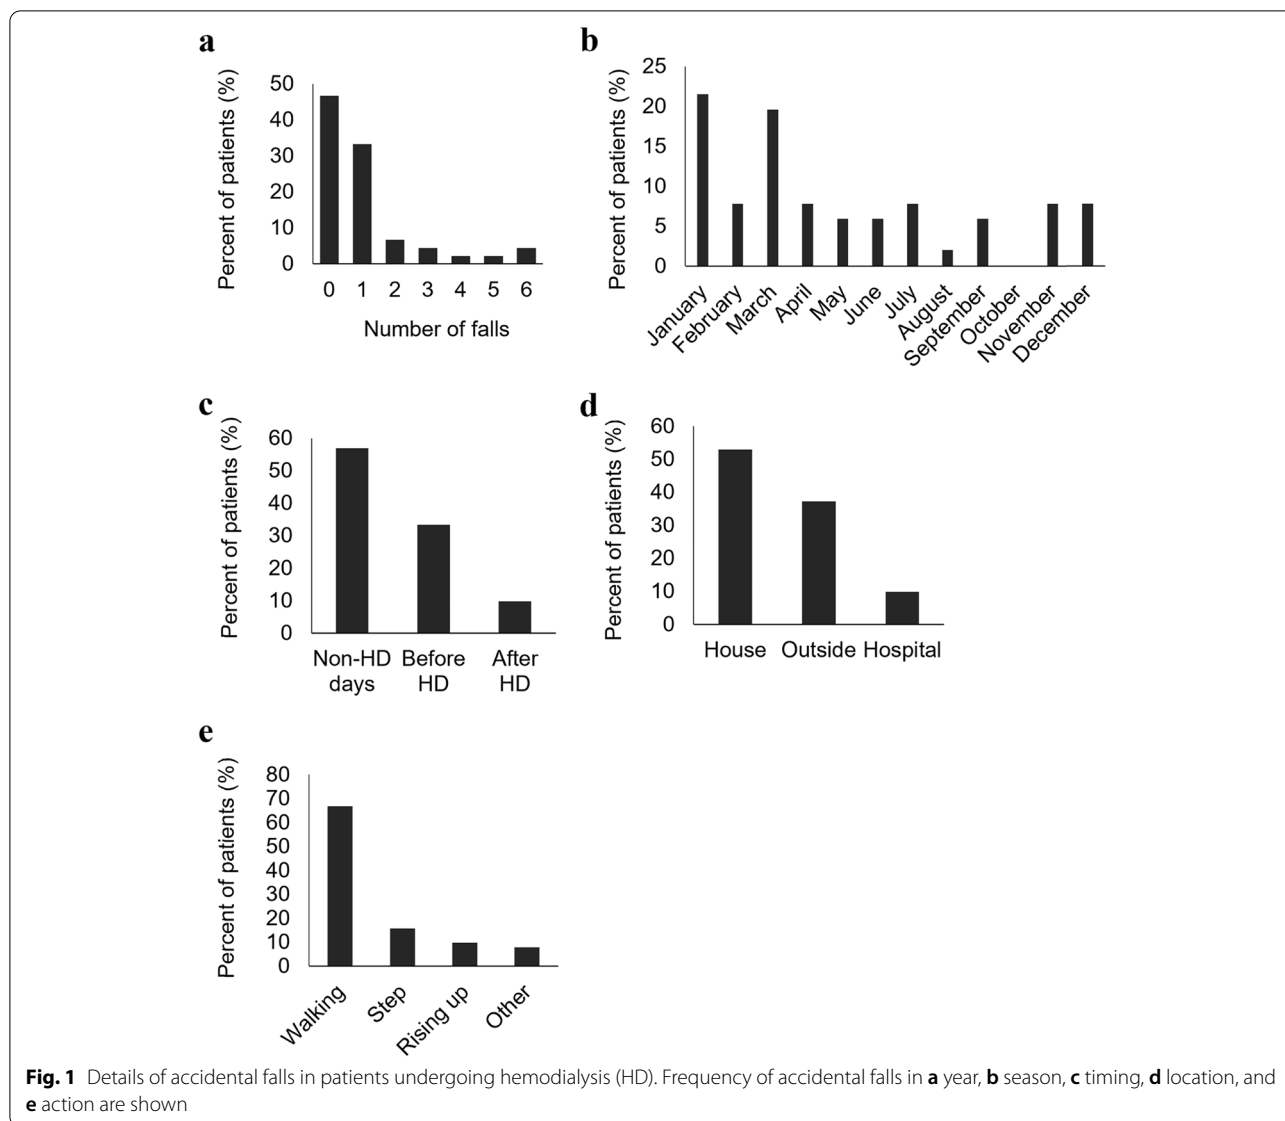 a
Percent of patients (%)
50
40
30
20
10
0
0 1 2 3 4 5 6
Number of falls
b
Percent of patients (%)
25
20
15
10
5
0
January
February
March
April
May
June
July
August
September
October
November
December
c
Percent of patients (%)
60
50
40
30
20
10
0
Non-HD days
Before HD
After HD
d
Percent of patients (%)
60
50
40
30
20
10
0
House Outside Hospital
e
Percent of patients (%)
80
70
60
50
40
30
20
10
0
Walking
Step
Rising up
Other
Fig. 1 Details of accidental falls in patients undergoing hemodialysis (HD). Frequency of accidental falls in a year, b season, c timing, d location, and
e action are shown